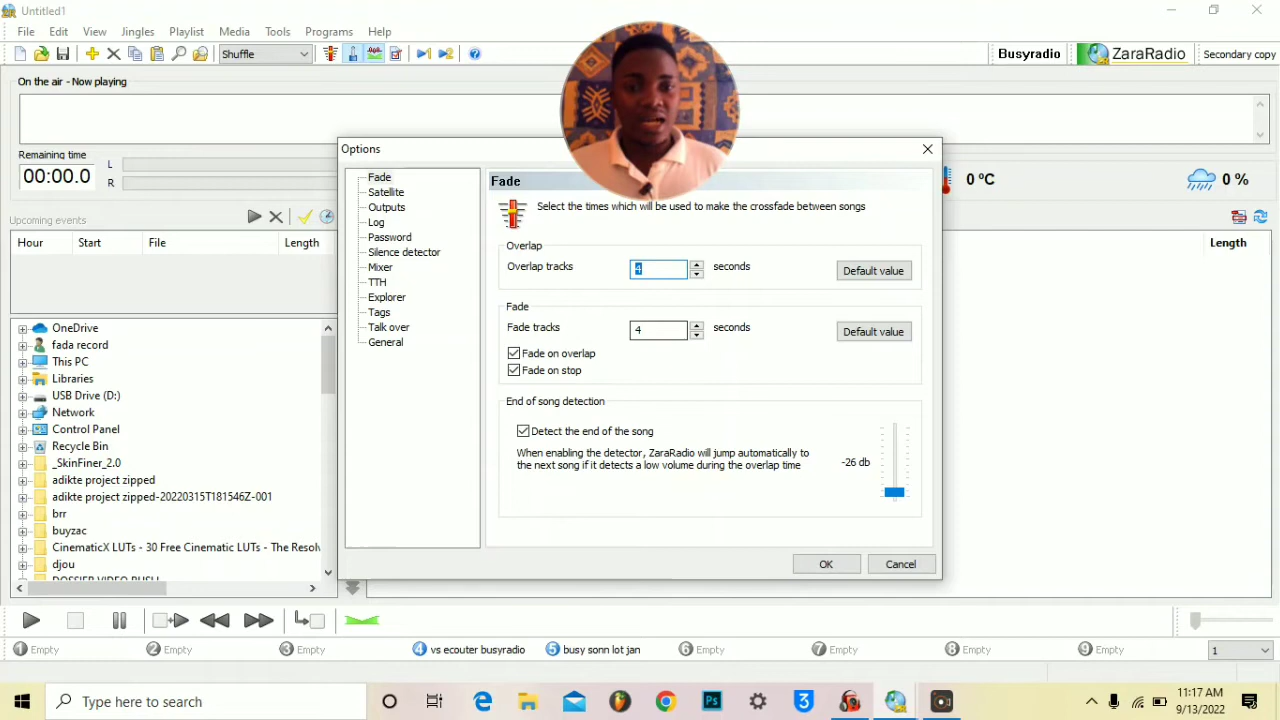 Untitled1
File Edit View Jingles Playlist Media Tools Programs Help
Shuffle
Busyradio
ZaraRadio
Secondary copy
On the air - Now playing
Remaining time
00:00.0
L
R
0 ºC
0 %
Upcoming events
Hour Start File Length
Length
OneDrive
fada record
This PC
Libraries
USB Drive (D:)
Network
Control Panel
Recycle Bin
_SkinFiner_2.0
adikte project zipped
adikte project zipped-20220315T181546Z-001
brr
buyzac
CinematicX LUTs - 30 Free Cinematic LUTs - The Resolv
djou
DOSSIER VIDEO BUSH
Options
Fade
Satellite
Outputs
Log
Password
Silence detector
Mixer
TTH
Explorer
Tags
Talk over
General
Fade
Select the times which will be used to make the crossfade between songs
Overlap
Overlap tracks 4 seconds Default value
Fade
Fade tracks 4 seconds Default value
Fade on overlap
Fade on stop
End of song detection
Detect the end of the song
When enabling the detector, ZaraRadio will jump automatically to
the next song if it detects a low volume during the overlap time
-26 db
OK Cancel
1 Empty 2 Empty 3 Empty 4 vs ecouter busyradio 5 busy sonn lot jan 6 Empty 7 Empty 8 Empty 9 Empty 1
Type here to search
11:17 AM
9/13/2022